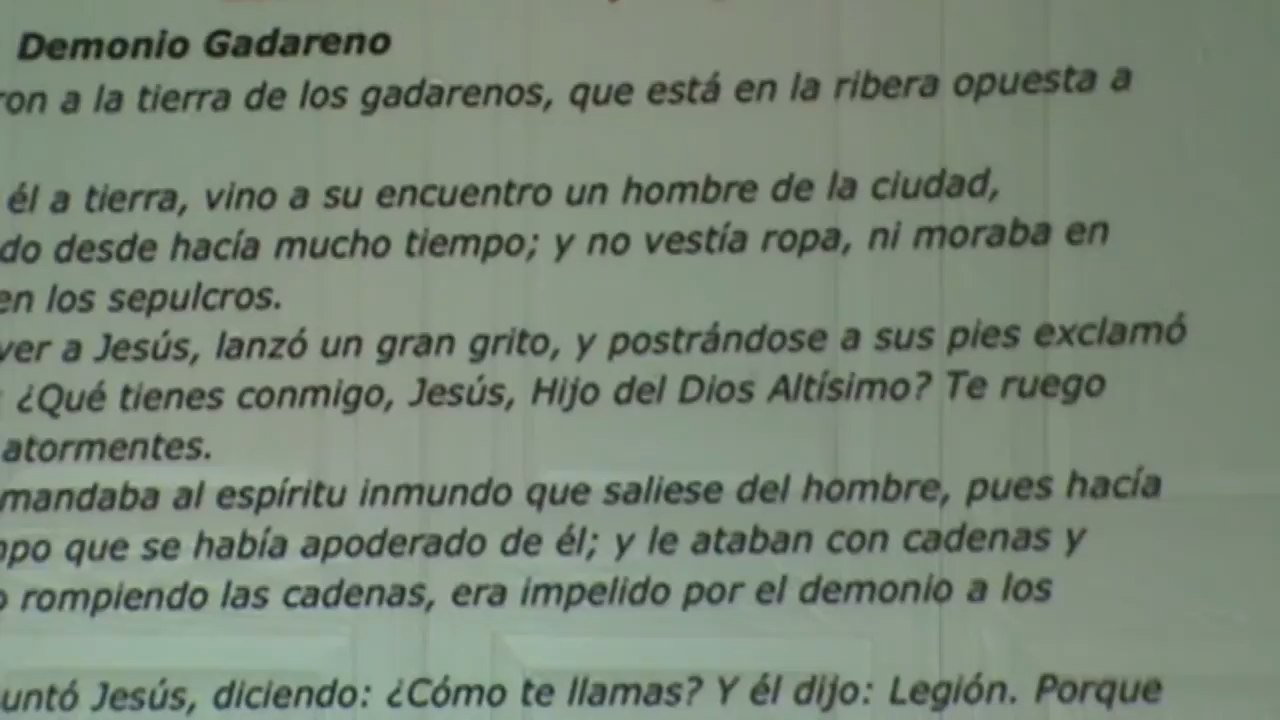 Demonio Gadareno
ron a la tierra de los gadarenos, que está en la ribera opuesta a
él a tierra, vino a su encuentro un hombre de la ciudad,
do desde hacía mucho tiempo; y no vestía ropa, ni moraba en
en los sepulcros.
ver a Jesús, lanzó un gran grito, y postrándose a sus pies exclamó
¿Qué tienes conmigo, Jesús, Hijo del Dios Altísimo? Te ruego
atormentes.
mandaba al espíritu inmundo que saliese del hombre, pues hacía
po que se había apoderado de él; y le ataban con cadenas y
rompiendo las cadenas, era impelido por el demonio a los
untó Jesús, diciendo: ¿Cómo te llamas? Y él dijo: Legión. Porque